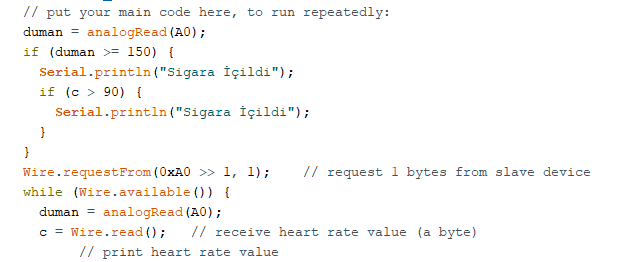 // put your main code here, to run repeatedly:
duman = analogRead(A0);
if (duman >= 150) {
  Serial.println("Sigara İçildi");
  if (c > 90) {
    Serial.println("Sigara İçildi");
  }
}
Wire.requestFrom(0xA0 >> 1, 1);    // request 1 bytes from slave device
while (Wire.available()) {
  duman = analogRead(A0);
  c = Wire.read();   // receive heart rate value (a byte)
       // print heart rate value